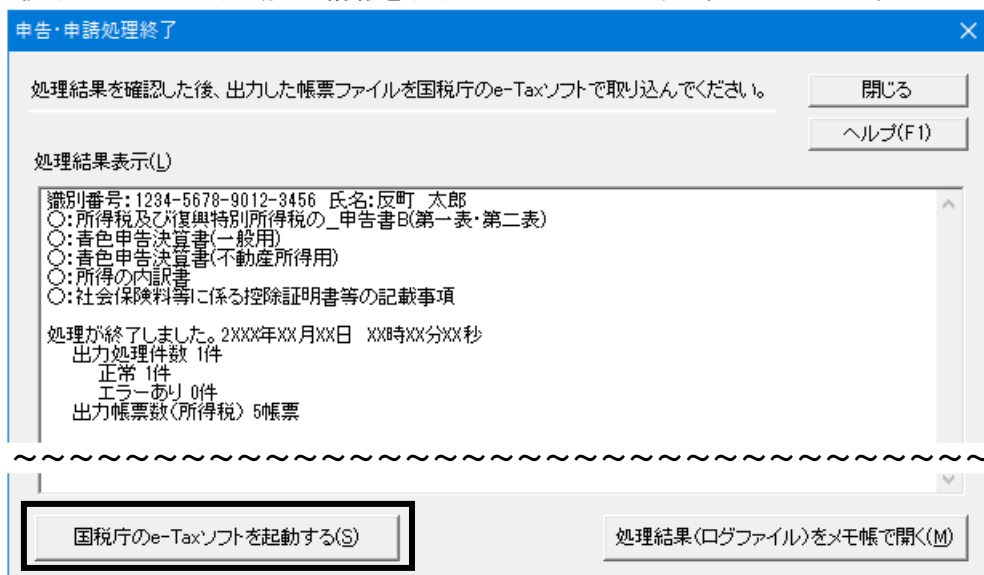 申告・申請処理終了
処理結果を確認した後、出力した帳票ファイルを国税庁のe-Taxソフトで取り込んでください。
閉じる
ヘルプ(F1)
処理結果表示(L)
識別番号:1234-5678-9012-3456 氏名:反町 太郎
○:所得税及び復興特別所得税の_申告書B(第一表・第二表)
○:青色申告決算書(一般用)
○:青色申告決算書(不動産所得用)
○:所得の内訳書
○:社会保険料等に係る控除証明書等の記載事項
処理が終了しました。2XXX年XX月XX日 XX時XX分XX秒
出力処理件数 1件
正常 1件
エラーあり 0件
出力帳票数(所得税) 5帳票
国税庁のe-Taxソフトを起動する(S)
処理結果(ログファイル)をメモ帳で開く(M)